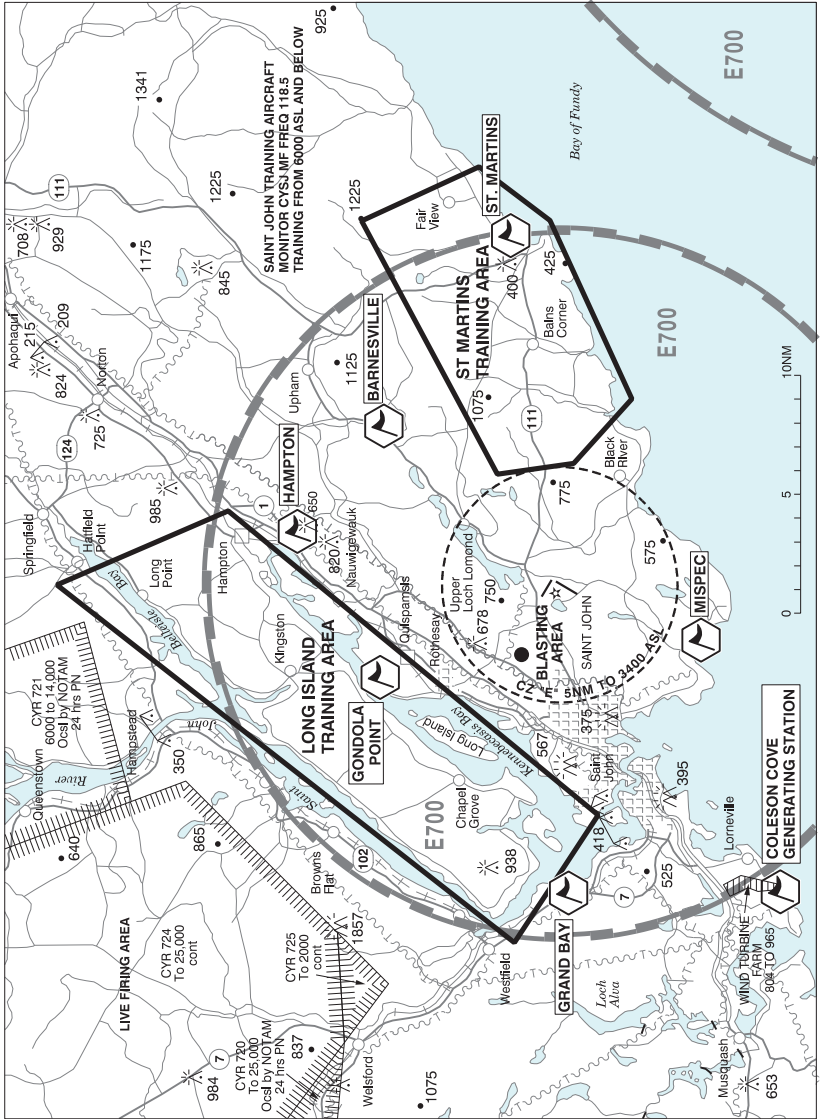 LIVE FIRING AREA
CYR 724
To 25,000
cont
CYR 720
To 25,000
Ocsl by NOTAM
24 hrs PN
984
7
837
Welsford
1075
CYR 725
To 2000
cont
1857
865
640
Queenstown
River
CYR 721
6000 to 14,000
Ocsl by NOTAM
24 hrs PN
Hampstead
350
John
Saint
Browns
Flat
102
Westfield
Springfield
Hatfield
Point
Belleisle
Bay
Long
Point
985
124
725
Norton
Apohaqui
215
209
824
708
929
111
1175
1341
925
1225
845
SAINT JOHN TRAINING AIRCRAFT
MONITOR CYSJ MF FREQ 118.5
TRAINING FROM 6000 ASL AND BELOW
Hampton
1
HAMPTON
650
820
Nauwigewauk
Kingston
LONG ISLAND
TRAINING AREA
GONDOLA
POINT
Quispamsis
Rothesay
Kennebecasis Bay
Long Island
Chapel
Grove
E700
938
GRAND BAY
418
Upham
1125
BARNESVILLE
1225
Fair
View
ST. MARTINS
ST MARTINS
TRAINING AREA
400
425
1075
Bains
Corner
111
Black
River
775
Upper
Loch Lomond
750
678
BLASTING
AREA
SAINT JOHN
CZ "E" 5NM TO 3400 ASL
575
MISPEC
567
375
Saint
John
395
7
525
Lorneville
Loch
Alva
WIND TURBINE
FARM
804 TO 965
COLESON COVE
GENERATING STATION
Musquash
653
Bay of Fundy
E700
E700
0
5
10NM